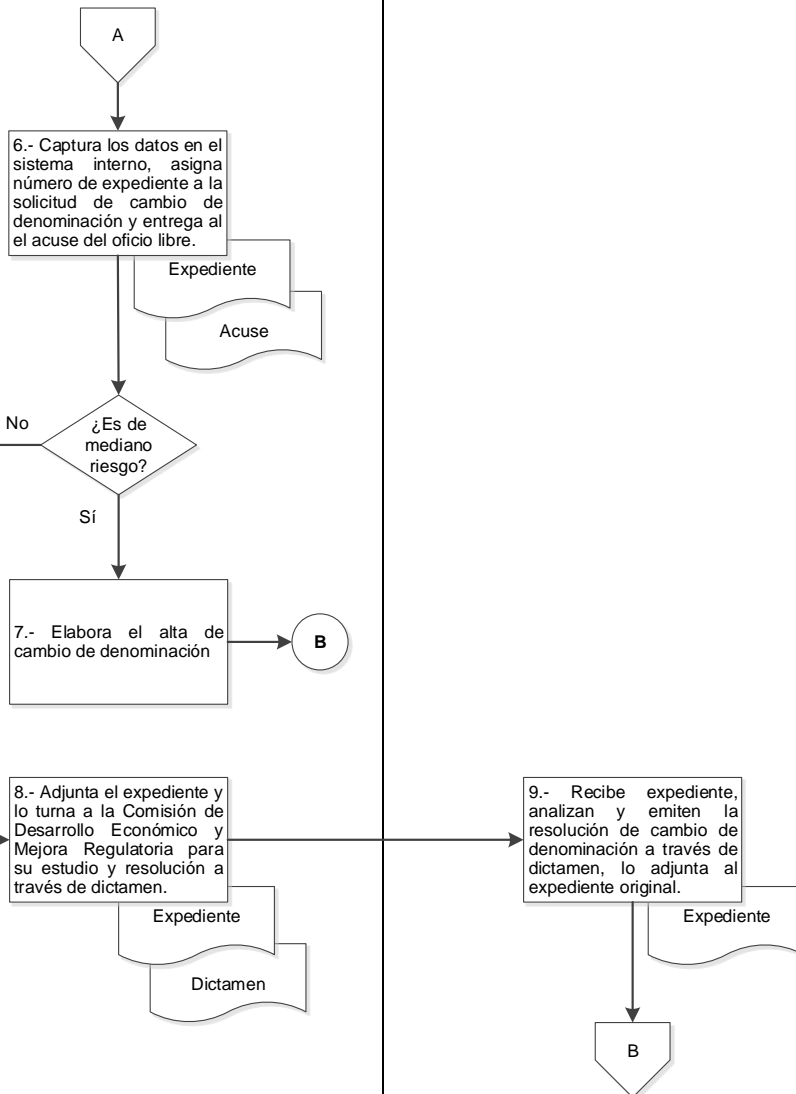 A
6.- Captura los datos en el
sistema interno, asigna
número de expediente a la
solicitud de cambio de
denominación y entrega al
el acuse del oficio libre.
Expediente
Acuse
No
¿Es de
mediano
riesgo?
Sí
7.- Elabora el alta de
cambio de denominación
B
8.- Adjunta el expediente y
lo turna a la Comisión de
Desarrollo Económico y
Mejora Regulatoria para
su estudio y resolución a
través de dictamen.
Expediente
Dictamen
9.- Recibe expediente,
analizan y emiten la
resolución de cambio de
denominación a través de
dictamen, lo adjunta al
expediente original.
Expediente
B